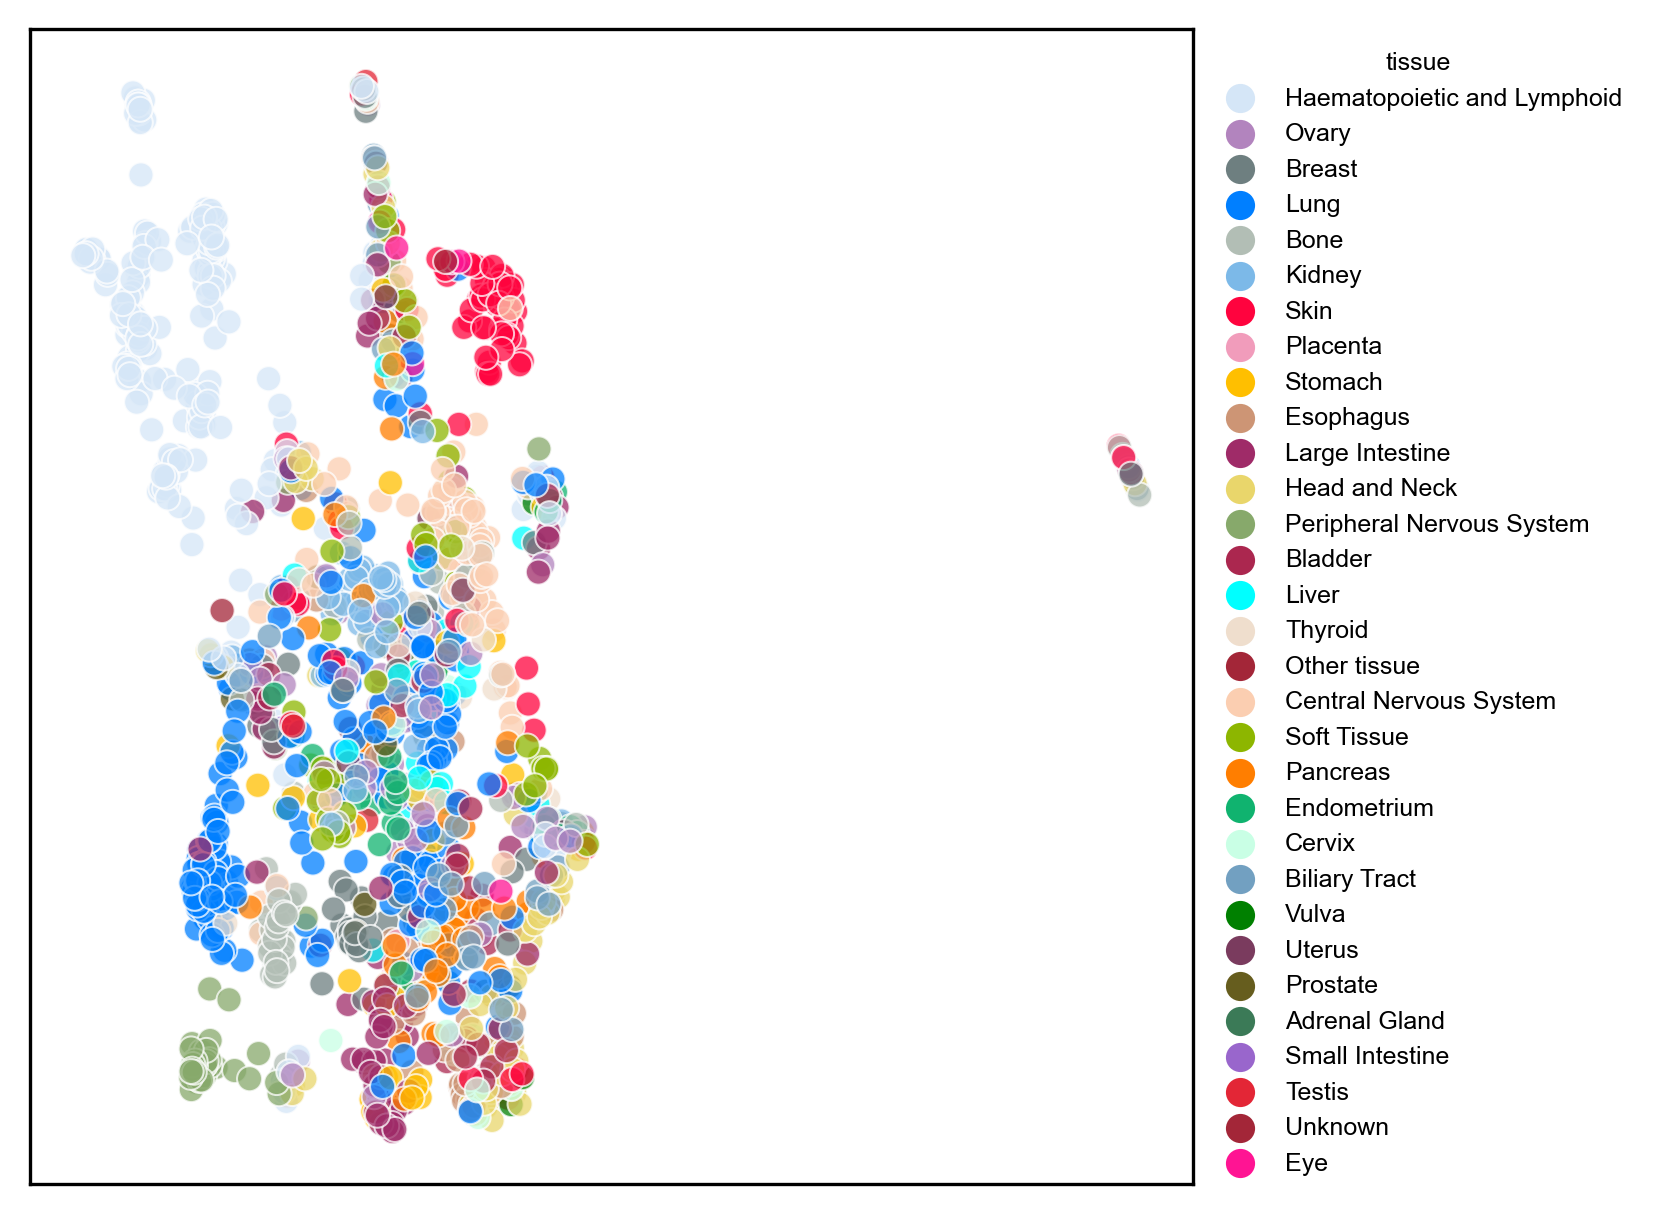 tissue
Haematopoietic and Lymphoid
Ovary
Breast
Lung
Bone
Kidney
Skin
Placenta
Stomach
Esophagus
Large Intestine
Head and Neck
Peripheral Nervous System
Bladder
Liver
Thyroid
Other tissue
Central Nervous System
Soft Tissue
Pancreas
Endometrium
Cervix
Biliary Tract
Vulva
Uterus
Prostate
Adrenal Gland
Small Intestine
Testis
Unknown
Eye